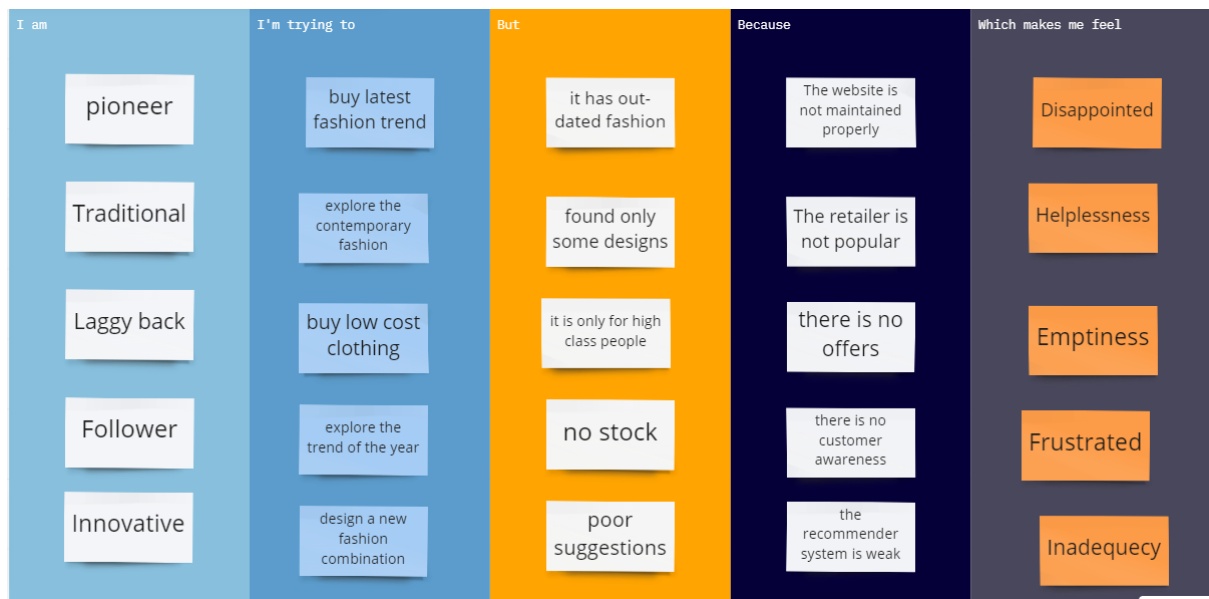 I am
I'm trying to
But
Because
Which makes me feel
pioneer
buy latest
fashion trend
it has out-
dated fashion
The website is
not maintained
properly
Disappointed
Traditional
explore the
contemporary
fashion
found only
some designs
The retailer is
not popular
Helplessness
Laggy back
buy low cost
clothing
it is only for high
class people
there is no
offers
Emptiness
Follower
explore the
trend of the year
no stock
there is no
customer
awareness
Frustrated
Innovative
design a new
fashion
combination
poor
suggestions
the
recommender
system is weak
Inadequecy